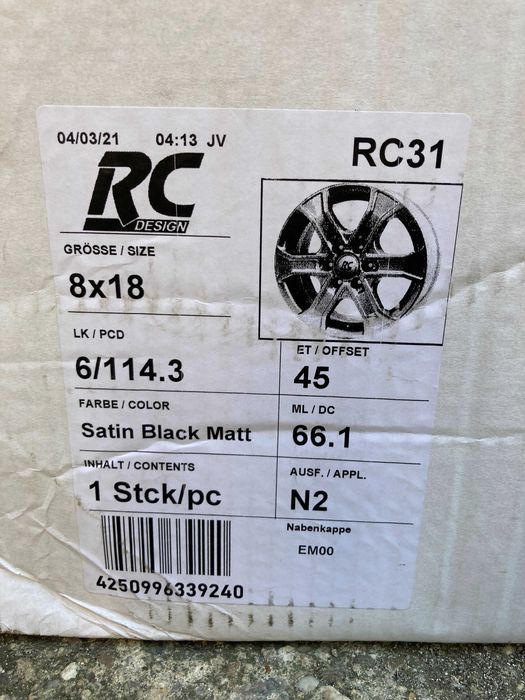 04/03/21 04:13 JV
RC31
RC
DESIGN
RC
GRÖSSE / SIZE
8x18
LK / PCD
6/114.3
ET / OFFSET
45
FARBE / COLOR
Satin Black Matt
ML / DC
66.1
INHALT / CONTENTS
1 Stck/pc
AUSF. / APPL.
N2
Nabenkappe
EM00
4250996339240